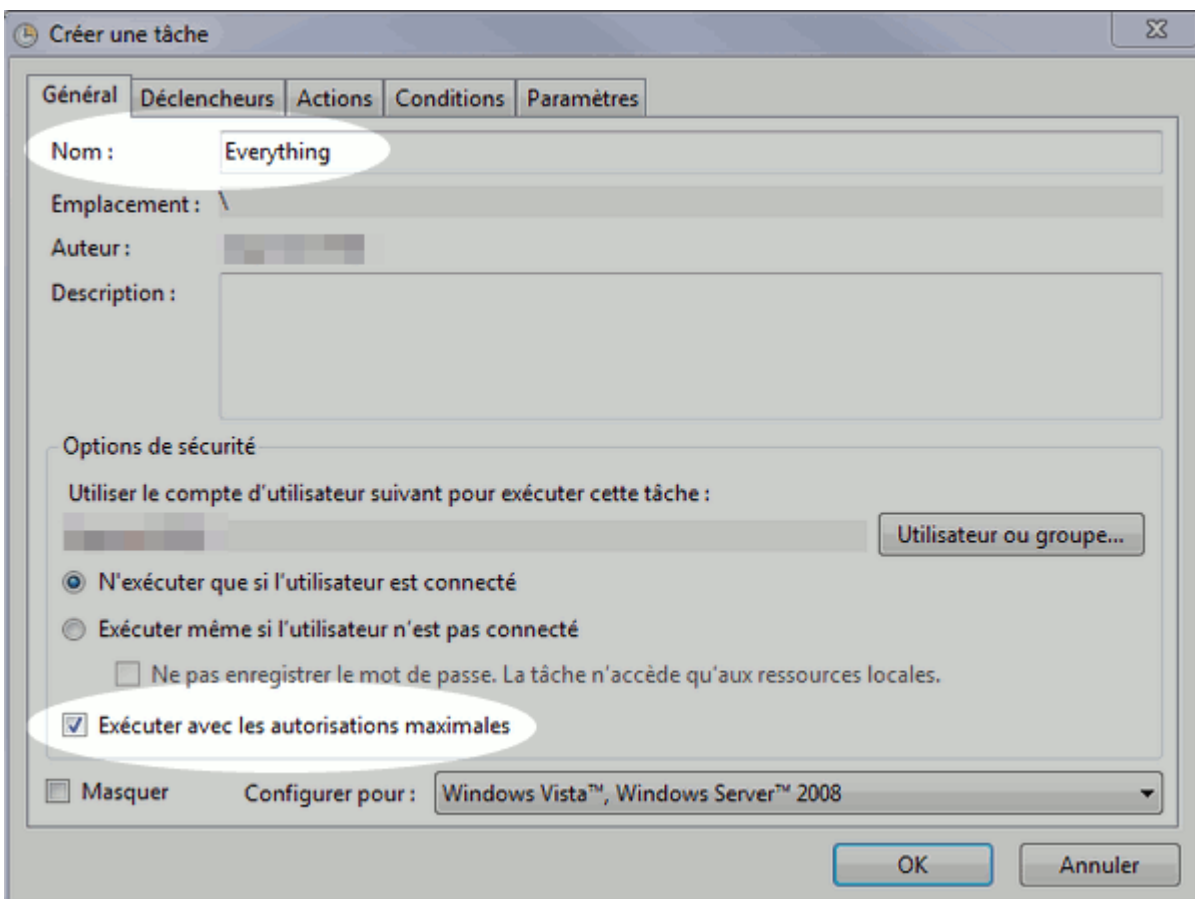 Créer une tâche
Général Déclencheurs Actions Conditions Paramètres
Nom : Everything
Emplacement : \
Auteur :
Description :
Options de sécurité
Utiliser le compte d'utilisateur suivant pour exécuter cette tâche :
Utilisateur ou groupe...
N'exécuter que si l'utilisateur est connecté
Exécuter même si l'utilisateur n'est pas connecté
Ne pas enregistrer le mot de passe. La tâche n'accède qu'aux ressources locales.
Exécuter avec les autorisations maximales
Masquer Configurer pour : Windows Vista™, Windows Server™ 2008
OK Annuler